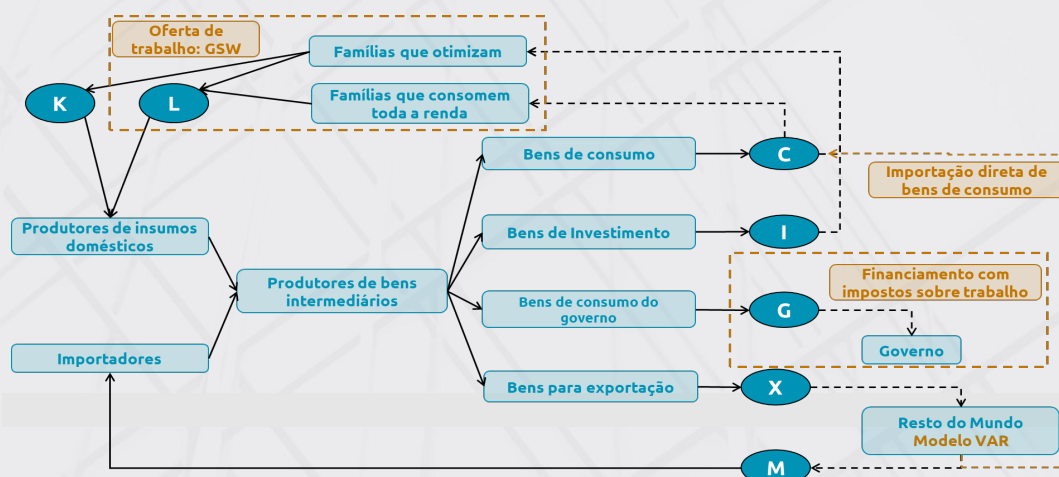 Oferta de
trabalho: GSW
Famílias que otimizam
K
L
Famílias que consomem
toda a renda
Bens de consumo
C
Importação direta de
bens de consumo
Produtores de insumos
domésticos
Bens de Investimento
I
Produtores de bens
intermediários
Financiamento com
impostos sobre trabalho
Bens de consumo do
governo
G
Governo
Importadores
Bens para exportação
X
Resto do Mundo
Modelo VAR
M